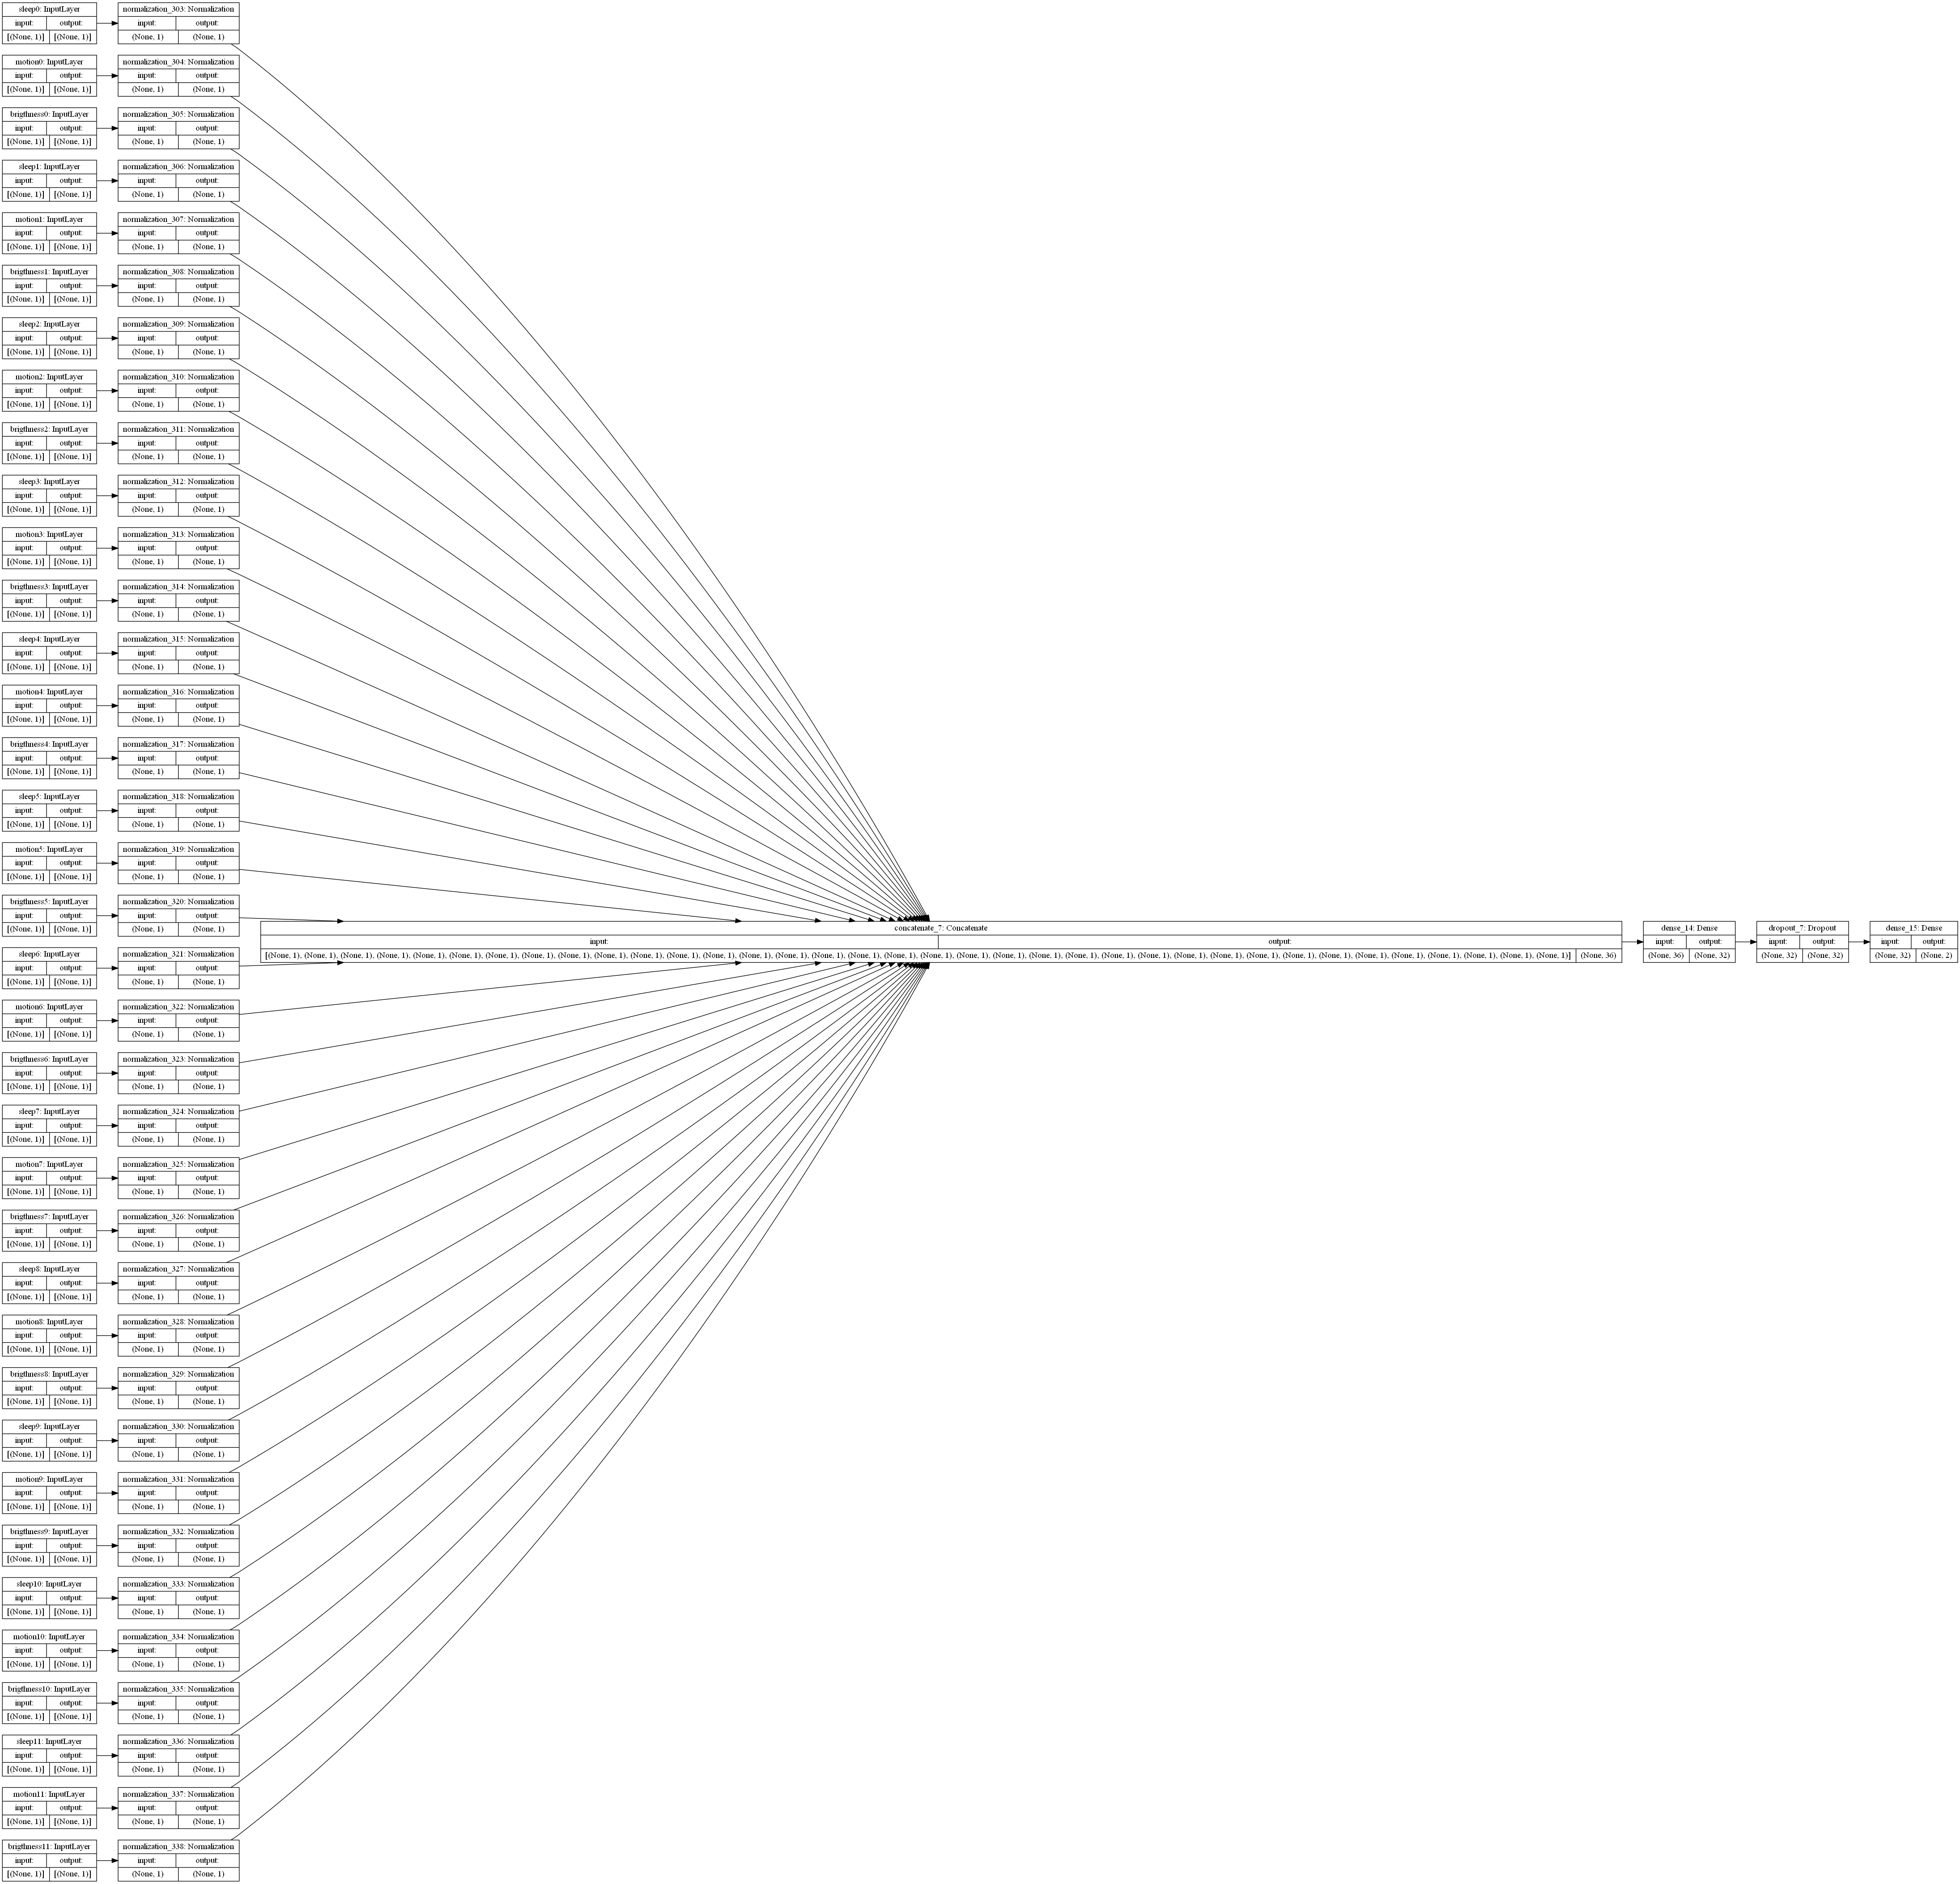 sleep0: InputLayer normalization_303: Normalization
input: output: input: output:
[(None, 1)] [(None, 1)] (None, 1) (None, 1)
motion0: InputLayer normalization_304: Normalization
input: output: input: output:
[(None, 1)] [(None, 1)] (None, 1) (None, 1)
brigthness0: InputLayer normalization_305: Normalization
input: output: input: output:
[(None, 1)] [(None, 1)] (None, 1) (None, 1)
sleep1: InputLayer normalization_306: Normalization
input: output: input: output:
[(None, 1)] [(None, 1)] (None, 1) (None, 1)
motion1: InputLayer normalization_307: Normalization
input: output: input: output:
[(None, 1)] [(None, 1)] (None, 1) (None, 1)
brigthness1: InputLayer normalization_308: Normalization
input: output: input: output:
[(None, 1)] [(None, 1)] (None, 1) (None, 1)
sleep2: InputLayer normalization_309: Normalization
input: output: input: output:
[(None, 1)] [(None, 1)] (None, 1) (None, 1)
motion2: InputLayer normalization_310: Normalization
input: output: input: output:
[(None, 1)] [(None, 1)] (None, 1) (None, 1)
brigthness2: InputLayer normalization_311: Normalization
input: output: input: output:
[(None, 1)] [(None, 1)] (None, 1) (None, 1)
sleep3: InputLayer normalization_312: Normalization
input: output: input: output:
[(None, 1)] [(None, 1)] (None, 1) (None, 1)
motion3: InputLayer normalization_313: Normalization
input: output: input: output:
[(None, 1)] [(None, 1)] (None, 1) (None, 1)
brigthness3: InputLayer normalization_314: Normalization
input: output: input: output:
[(None, 1)] [(None, 1)] (None, 1) (None, 1)
sleep4: InputLayer normalization_315: Normalization
input: output: input: output:
[(None, 1)] [(None, 1)] (None, 1) (None, 1)
motion4: InputLayer normalization_316: Normalization
input: output: input: output:
[(None, 1)] [(None, 1)] (None, 1) (None, 1)
brigthness4: InputLayer normalization_317: Normalization
input: output: input: output:
[(None, 1)] [(None, 1)] (None, 1) (None, 1)
sleep5: InputLayer normalization_318: Normalization
input: output: input: output:
[(None, 1)] [(None, 1)] (None, 1) (None, 1)
motion5: InputLayer normalization_319: Normalization
input: output: input: output:
[(None, 1)] [(None, 1)] (None, 1) (None, 1)
brigthness5: InputLayer normalization_320: Normalization
input: output: input: output:
[(None, 1)] [(None, 1)] (None, 1) (None, 1)
concatenate_7: Concatenate dense_14: Dense dropout_7: Dropout dense_15: Dense
input: output: input: output: input: output: input: output:
[(None, 1), (None, 1), (None, 1), (None, 1), (None, 1), (None, 1), (None, 1), (None, 1), (None, 1), (None, 1), (None, 1), (None, 1), (None, 1), (None, 1), (None, 1), (None, 1), (None, 1), (None, 1), (None, 1), (None, 1), (None, 1), (None, 1), (None, 1), (None, 1), (None, 1), (None, 1), (None, 1), (None, 1), (None, 1), (None, 1), (None, 1), (None, 1), (None, 1), (None, 1), (None, 1), (None, 1)] (None, 36) (None, 36) (None, 32) (None, 32) (None, 32) (None, 32) (None, 2)
sleep6: InputLayer normalization_321: Normalization
input: output: input: output:
[(None, 1)] [(None, 1)] (None, 1) (None, 1)
motion6: InputLayer normalization_322: Normalization
input: output: input: output:
[(None, 1)] [(None, 1)] (None, 1) (None, 1)
brigthness6: InputLayer normalization_323: Normalization
input: output: input: output:
[(None, 1)] [(None, 1)] (None, 1) (None, 1)
sleep7: InputLayer normalization_324: Normalization
input: output: input: output:
[(None, 1)] [(None, 1)] (None, 1) (None, 1)
motion7: InputLayer normalization_325: Normalization
input: output: input: output:
[(None, 1)] [(None, 1)] (None, 1) (None, 1)
brigthness7: InputLayer normalization_326: Normalization
input: output: input: output:
[(None, 1)] [(None, 1)] (None, 1) (None, 1)
sleep8: InputLayer normalization_327: Normalization
input: output: input: output:
[(None, 1)] [(None, 1)] (None, 1) (None, 1)
motion8: InputLayer normalization_328: Normalization
input: output: input: output:
[(None, 1)] [(None, 1)] (None, 1) (None, 1)
brigthness8: InputLayer normalization_329: Normalization
input: output: input: output:
[(None, 1)] [(None, 1)] (None, 1) (None, 1)
sleep9: InputLayer normalization_330: Normalization
input: output: input: output:
[(None, 1)] [(None, 1)] (None, 1) (None, 1)
motion9: InputLayer normalization_331: Normalization
input: output: input: output:
[(None, 1)] [(None, 1)] (None, 1) (None, 1)
brigthness9: InputLayer normalization_332: Normalization
input: output: input: output:
[(None, 1)] [(None, 1)] (None, 1) (None, 1)
sleep10: InputLayer normalization_333: Normalization
input: output: input: output:
[(None, 1)] [(None, 1)] (None, 1) (None, 1)
motion10: InputLayer normalization_334: Normalization
input: output: input: output:
[(None, 1)] [(None, 1)] (None, 1) (None, 1)
brigthness10: InputLayer normalization_335: Normalization
input: output: input: output:
[(None, 1)] [(None, 1)] (None, 1) (None, 1)
sleep11: InputLayer normalization_336: Normalization
input: output: input: output:
[(None, 1)] [(None, 1)] (None, 1) (None, 1)
motion11: InputLayer normalization_337: Normalization
input: output: input: output:
[(None, 1)] [(None, 1)] (None, 1) (None, 1)
brigthness11: InputLayer normalization_338: Normalization
input: output: input: output:
[(None, 1)] [(None, 1)] (None, 1) (None, 1)